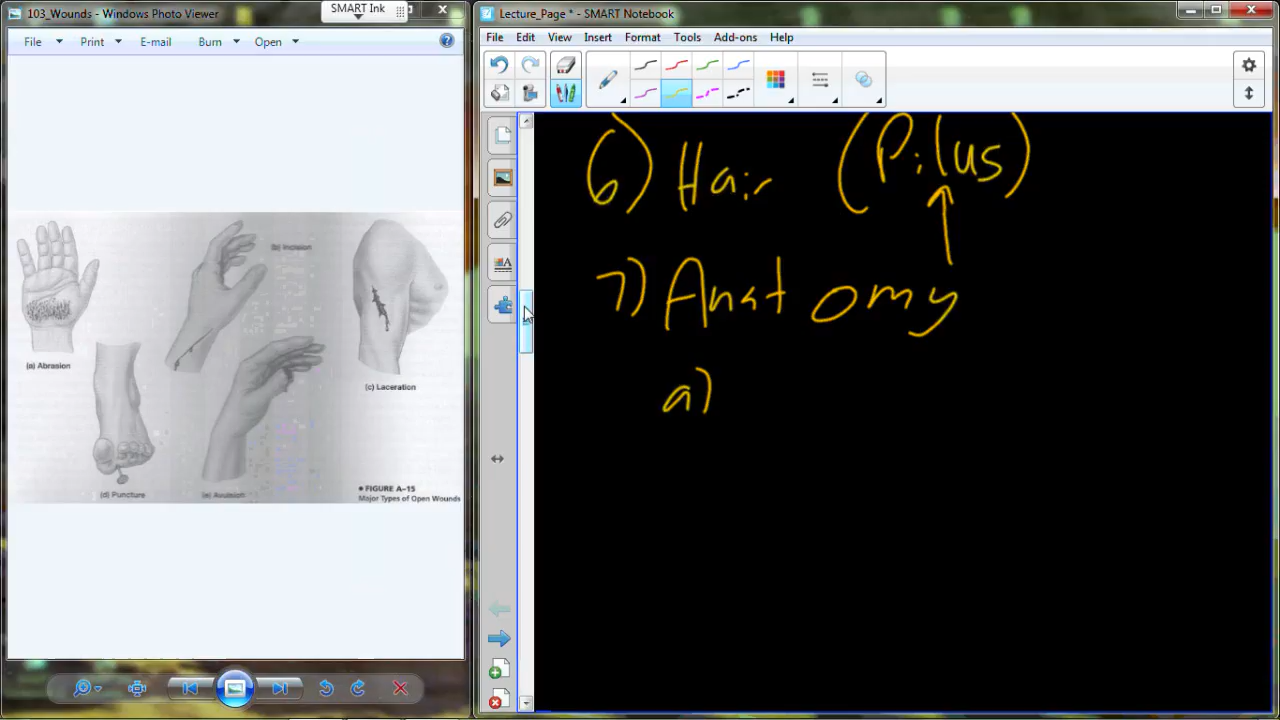 103_Wounds - Windows Photo Viewer
SMART Ink
File Print E-mail Burn Open
(b) Incision
(a) Abrasion
(c) Laceration
(d) Puncture
(e) Avulsion
• FIGURE A-15
Major Types of Open Wounds
Lecture_Page * - SMART Notebook
File Edit View Insert Format Tools Add-ons Help
6) Hair (Pilus)
7) Anatomy
a)